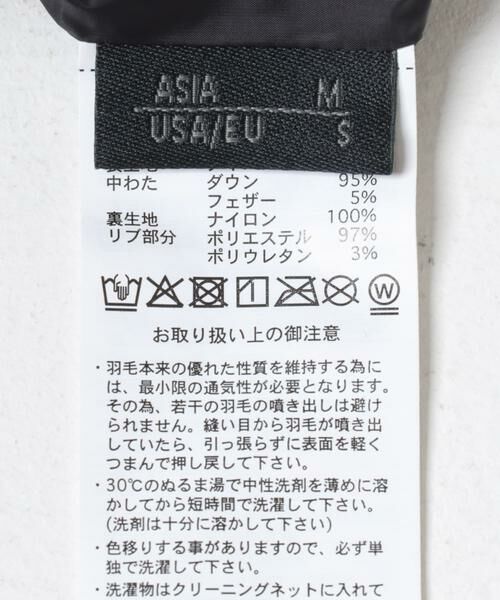 ASIA M
USA/EU S
中わた ダウン 95%
フェザー 5%
裏生地 ナイロン 100%
リブ部分 ポリエステル 97%
ポリウレタン 3%
W
お取り扱い上の御注意
・羽毛本来の優れた性質を維持する為に
は、最小限の通気性が必要となります。
その為、若干の羽毛の噴き出しは避け
られません。縫い目から羽毛が噴き出
していたら、引っ張らずに表面を軽く
つまんで押し戻して下さい。
・30℃のぬるま湯で中性洗剤を薄めに溶
かしてから短時間で洗濯して下さい。
(洗剤は十分に溶かして下さい)
・色移りする事がありますので、必ず単
独で洗濯して下さい。
・洗濯物はクリーニングネットに入れて